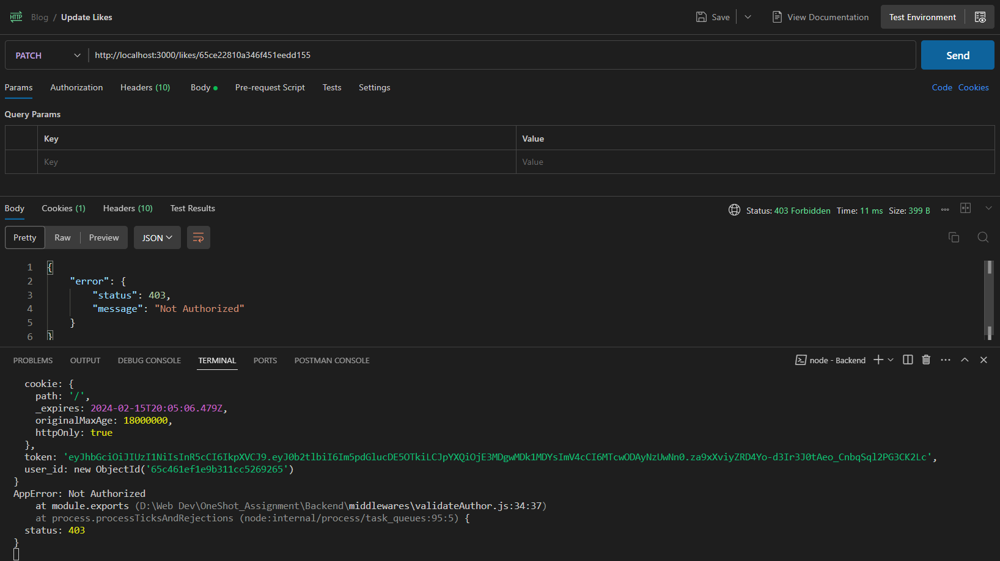 HTTP Blog / Update Likes Save View Documentation Test Environment
PATCH http://localhost:3000/likes/65ce22810a346f451eedd155 Send
Params Authorization Headers (10) Body Pre-request Script Tests Settings Code Cookies
Query Params
Key Value
Key Value
Body Cookies (1) Headers (10) Test Results Status: 403 Forbidden Time: 11 ms Size: 399 B
Pretty Raw Preview JSON
1 {
2 "error": {
3 "status": 403,
4 "message": "Not Authorized"
5 }
6 }
PROBLEMS OUTPUT DEBUG CONSOLE TERMINAL PORTS POSTMAN CONSOLE node - Backend
cookie: {
path: '/',
_expires: 2024-02-15T20:05:06.479Z,
originalMaxAge: 18000000,
httpOnly: true
},
token: 'eyJhbGciOiJIUzI1NiIsInR5cCI6IkpXVCJ9.eyJ0b2tlbiI6Im5pdGlucDE5OTkiLCJpYXQiOjE3MDgwMDk1MDYsImV4cCI6MTcwODAyNzUwNn0.za9xXviyZRD4Yo-d3Ir3J0tAeo_CnbqSql2PG3CK2Lc',
user_id: new ObjectId('65c461ef1e9b311cc5269265')
}
AppError: Not Authorized
at module.exports (D:\Web Dev\OneShot_Assignment\Backend\middlewares\validateAuthor.js:34:37)
at process.processTicksAndRejections (node:internal/process/task_queues:95:5) {
status: 403
}